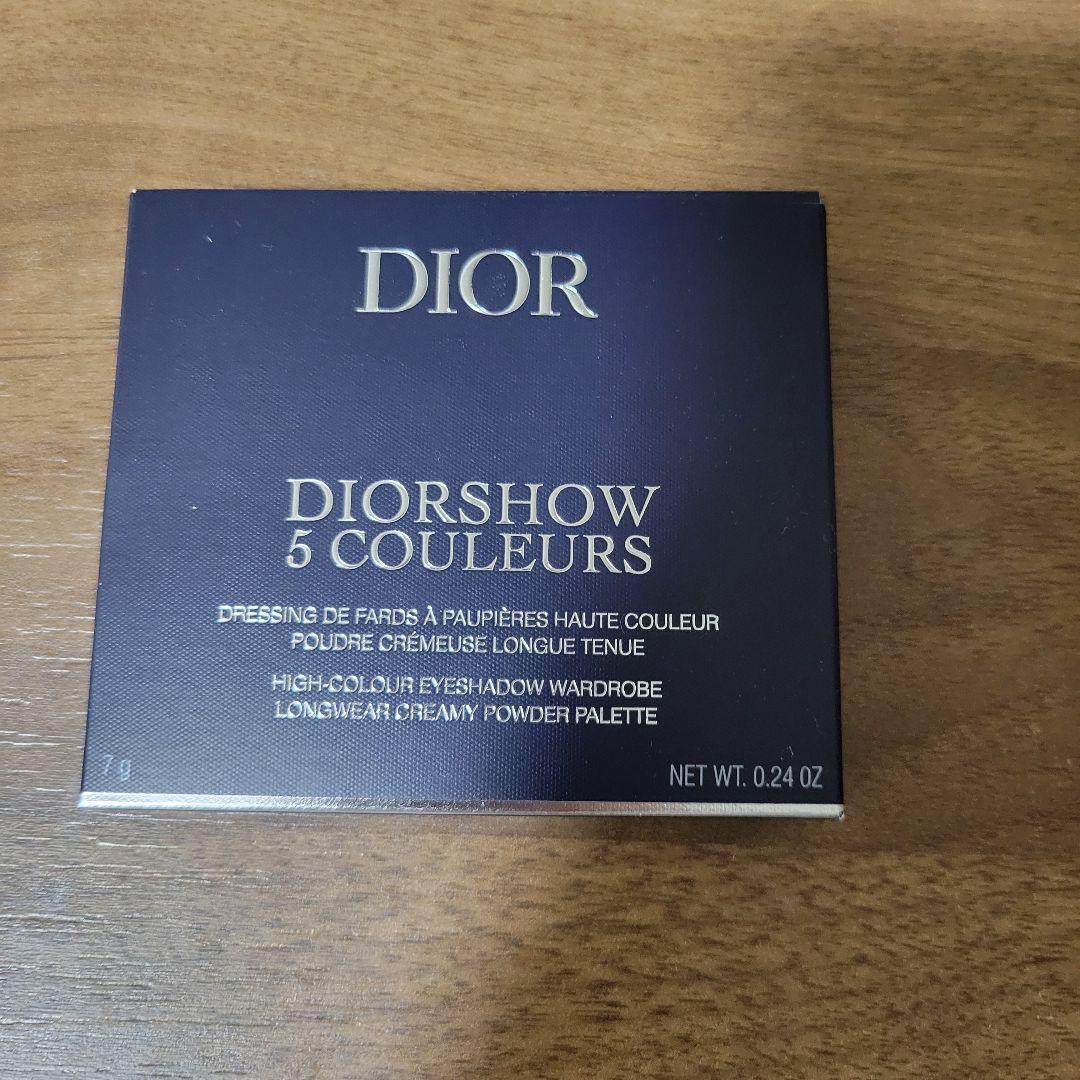 DIOR
DIORSHOW
5 COULEURS
DRESSING DE FARDS À PAUPIÈRES HAUTE COULEUR
POUDRE CRÉMEUSE LONGUE TENUE
HIGH-COLOUR EYESHADOW WARDROBE
LONGWEAR CREAMY POWDER PALETTE
7 g
NET WT. 0.24 OZ